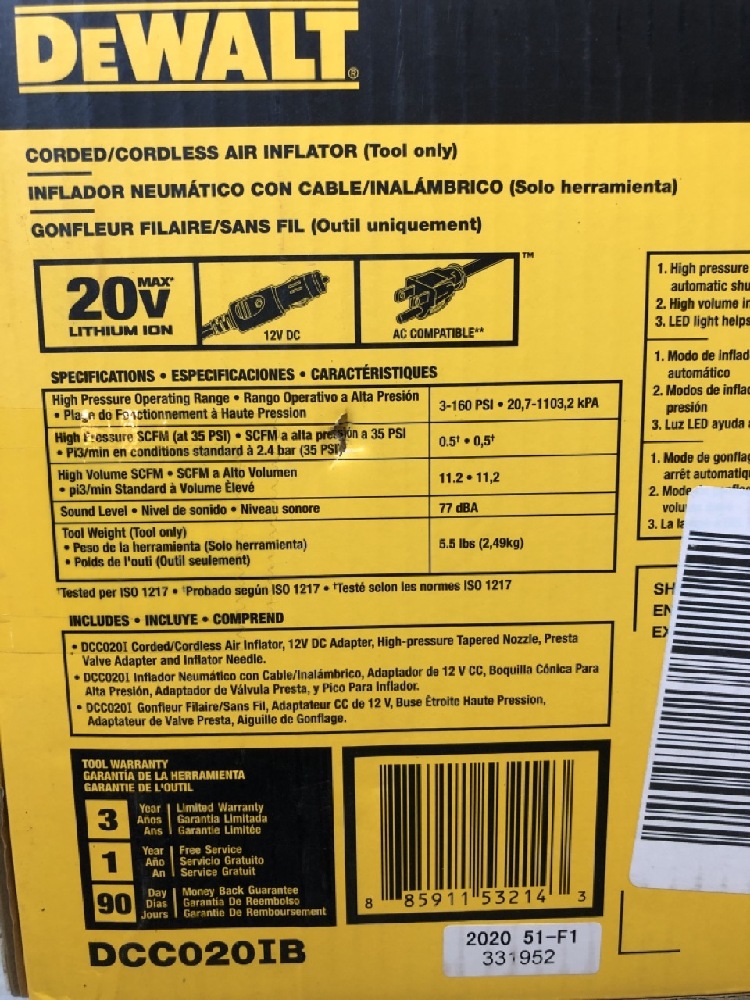 DEWALT®
CORDED/CORDLESS AIR INFLATOR (Tool only)
INFLADOR NEUMÁTICO CON CABLE/INALÁMBRICO (Solo herramienta)
GONFLEUR FILAIRE/SANS FIL (Outil uniquement)
20V MAX*
LITHIUM ION
12V DC
AC COMPATIBLE**
™
SPECIFICATIONS • ESPECIFICACIONES • CARACTÉRISTIQUES
High Pressure Operating Range • Rango Operativo a Alta Presión
• Plage do Fonctionnement à Haute Pression
3-160 PSI • 20,7-1103,2 kPA
High Pressure SCFM (at 35 PSI) • SCFM a alta presión a 35 PSI
• Pi3/min en conditions standard à 2.4 bar (35 PSI)
0.5† • 0,5†
High Volume SCFM • SCFM a Alto Volumen
• pi3/min Standard à Volume Élevé
11.2 • 11,2
Sound Level • Nivel de sonido • Niveau sonore
77 dBA
Tool Weight (Tool only)
• Peso de la herramienta (Solo herramienta)
• Poids de l'outi (Outil seulement)
5.5 lbs (2,49kg)
†Tested per ISO 1217 • †Probado según ISO 1217 • †Testé selon les normes ISO 1217
INCLUDES • INCLUYE • COMPREND
• DCC020I Corded/Cordless Air Inflator, 12V DC Adapter, High-pressure Tapered Nozzle, Presta
Valve Adapter and Inflator Needle.
• DCC020I Inflador Neumático con Cable/Inalámbrico, Adaptador de 12 V CC, Boquilla Cónica Para
Alta Presión, Adaptador de Válvula Presta, y Pico Para Inflador.
• DCC020I Gonfleur Filaire/Sans Fil, Adaptateur CC de 12 V, Buse Étroite Haute Pression,
Adaptateur de Valve Presta, Aiguille de Gonflage.
TOOL WARRANTY
GARANTÍA DE LA HERRAMIENTA
GARANTIE DE L'OUTIL
3 Year Limited Warranty
Años Garantia Limitada
Ans Garantie Limitée
1 Year Free Service
Año Servicio Gratuito
An Service Gratuit
90 Day Money Back Guarantee
Dias Garantía De Reembolso
Jours Garantie De Remboursement
8 85911 53214 3
DCC020IB
2020 51-F1
331952
1. High pressure
automatic shu
2. High volume in
3. LED light helps
1. Modo de inflad
automático
2. Modos de inflac
presión
3. Luz LED ayuda
1. Mode de gonflag
arrêt automatiq
2. Mode
volu
3. La la
SH
EN
EX